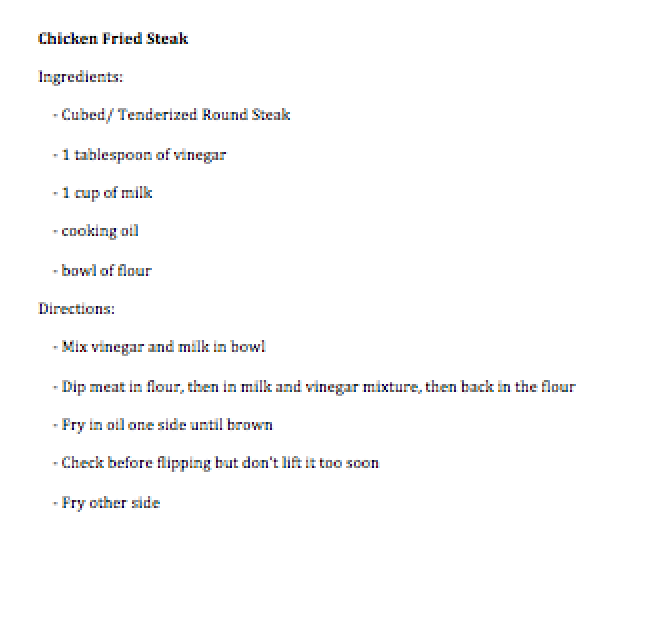 Chicken Fried Steak
Ingredients:
- Cubed/ Tenderized Round Steak
- 1 tablespoon of vinegar
- 1 cup of milk
- cooking oil
- bowl of flour
Directions:
- Mix vinegar and milk in bowl
- Dip meat in flour, then in milk and vinegar mixture, then back in the flour
- Fry in oil one side until brown
- Check before flipping but don't lift it too soon
- Fry other side